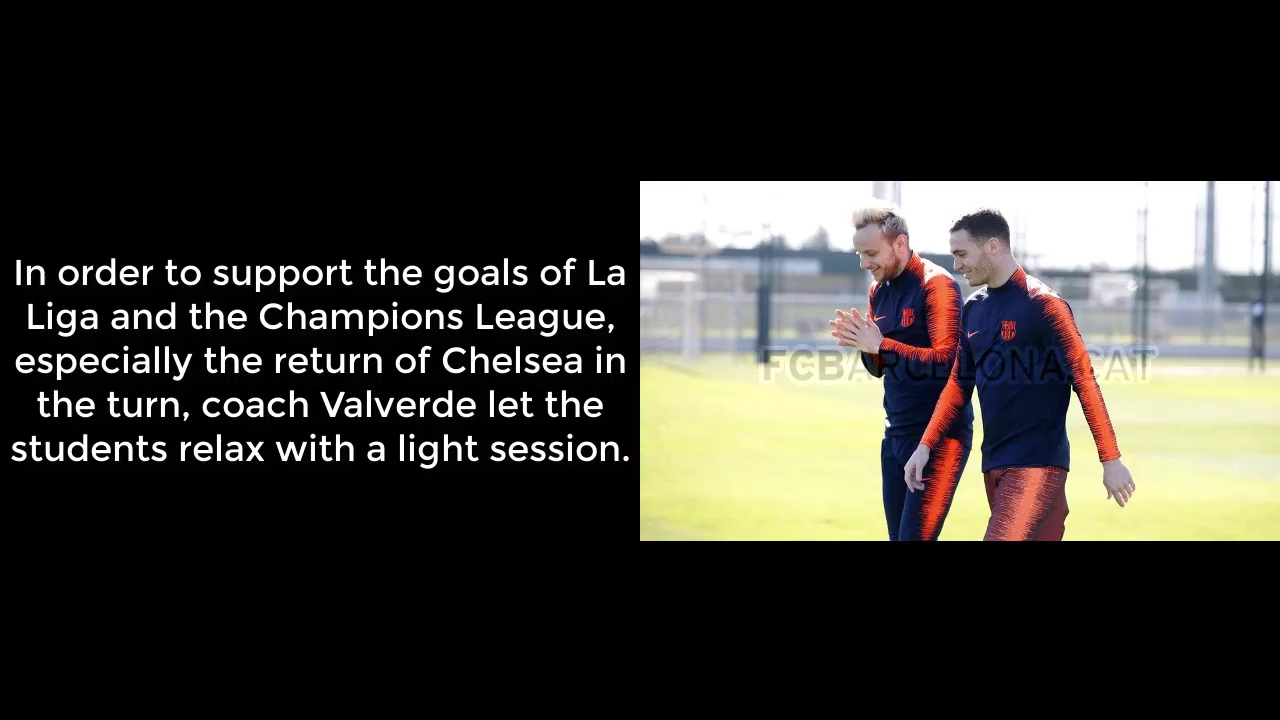 In order to support the goals of La
Liga and the Champions League,
especially the return of Chelsea in
the turn, coach Valverde let the
students relax with a light session.
FCBARCELONA.CAT